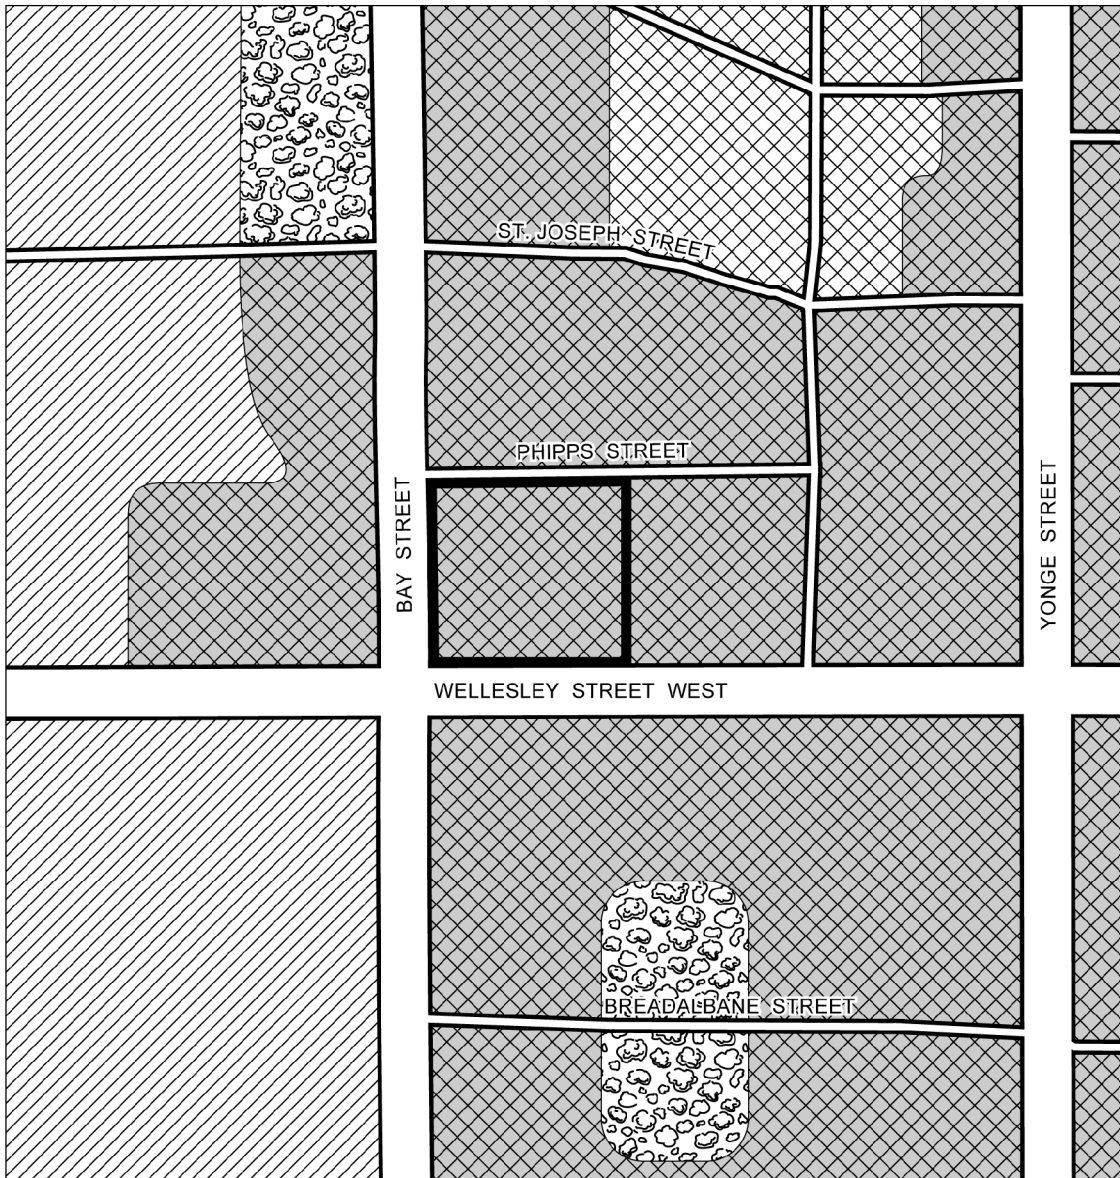 ST. JOSEPH STREET
PHIPPS STREET
BAY STREET
YONGE STREET
WELLESLEY STREET WEST
BREADALBANE STREET